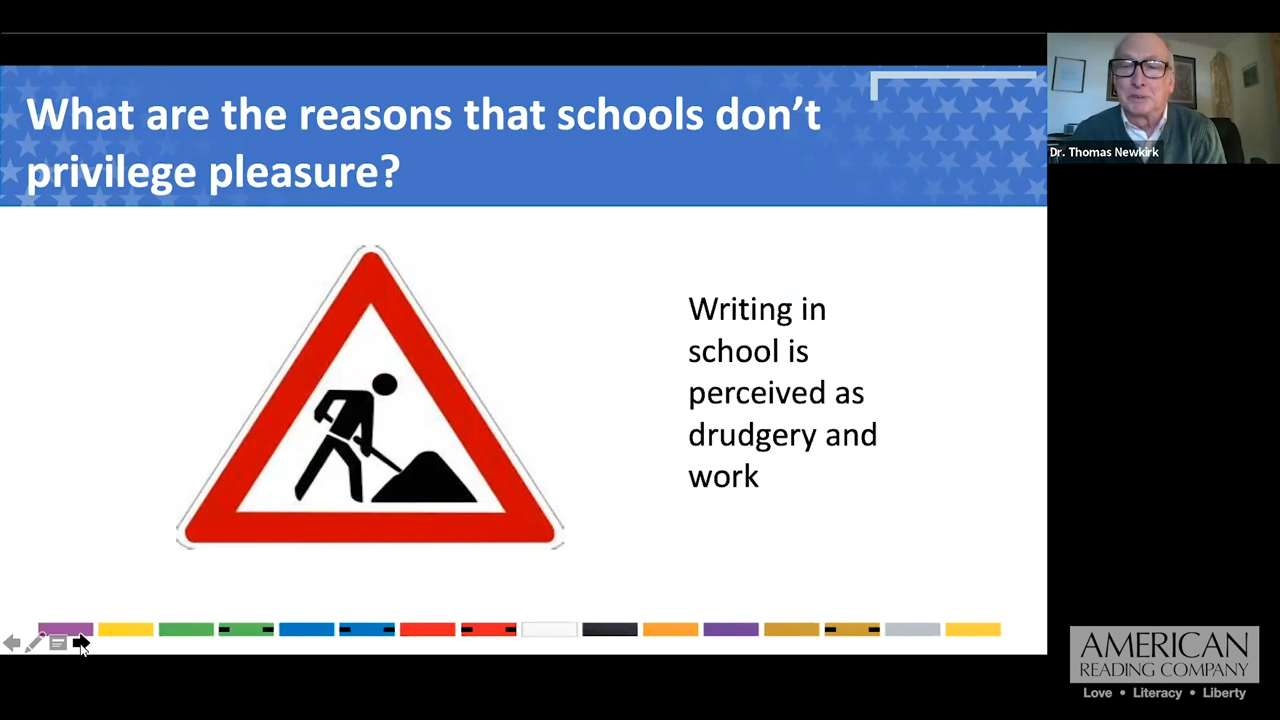 What are the reasons that schools don’t
privilege pleasure?
Dr. Thomas Newkirk
Writing in
school is
perceived as
drudgery and
work
AMERICAN
READING COMPANY
Love • Literacy • Liberty